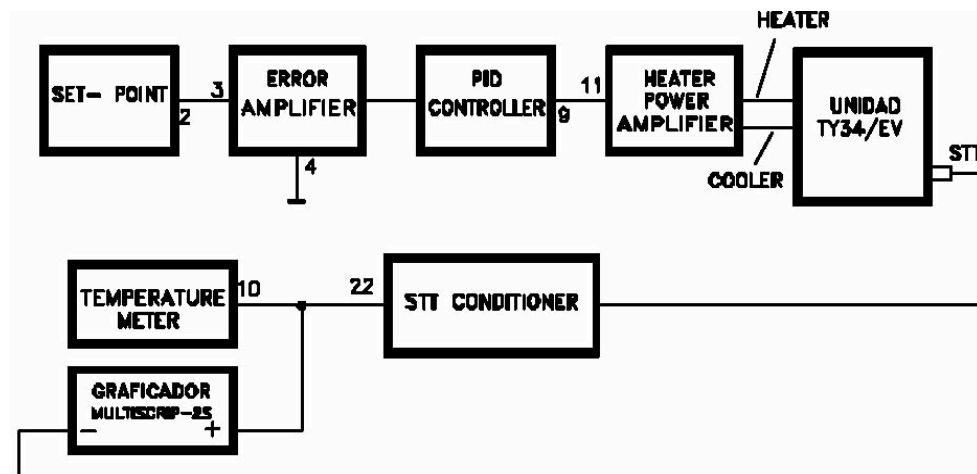 HEATER
SET- POINT
2
3
ERROR
AMPLIFIER
4
PID
CONTROLLER
9
11
HEATER
POWER
AMPLIFIER
COOLER
UNIDAD
TY34/EV
STT
TEMPERATURE
METER
10
22
STT CONDITIONER
GRAFICADOR
MULTISCRIP-25
- +